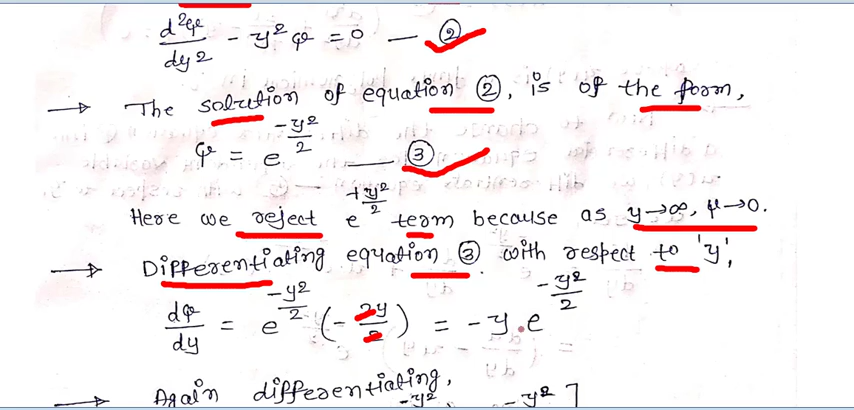 d²φ/dy² - y²φ = 0 — ②
→ The solution of equation ②, is of the form,
φ = e^(-y²/2) — ③
Here we reject e^(+y²/2) term because as y→∞, ψ→0.
→ Differentiating equation ③ with respect to 'y',
dφ/dy = e^(-y²/2) (-2y/2) = -y.e^(-y²/2)
→ Again differentiating,
-y² -y² ]